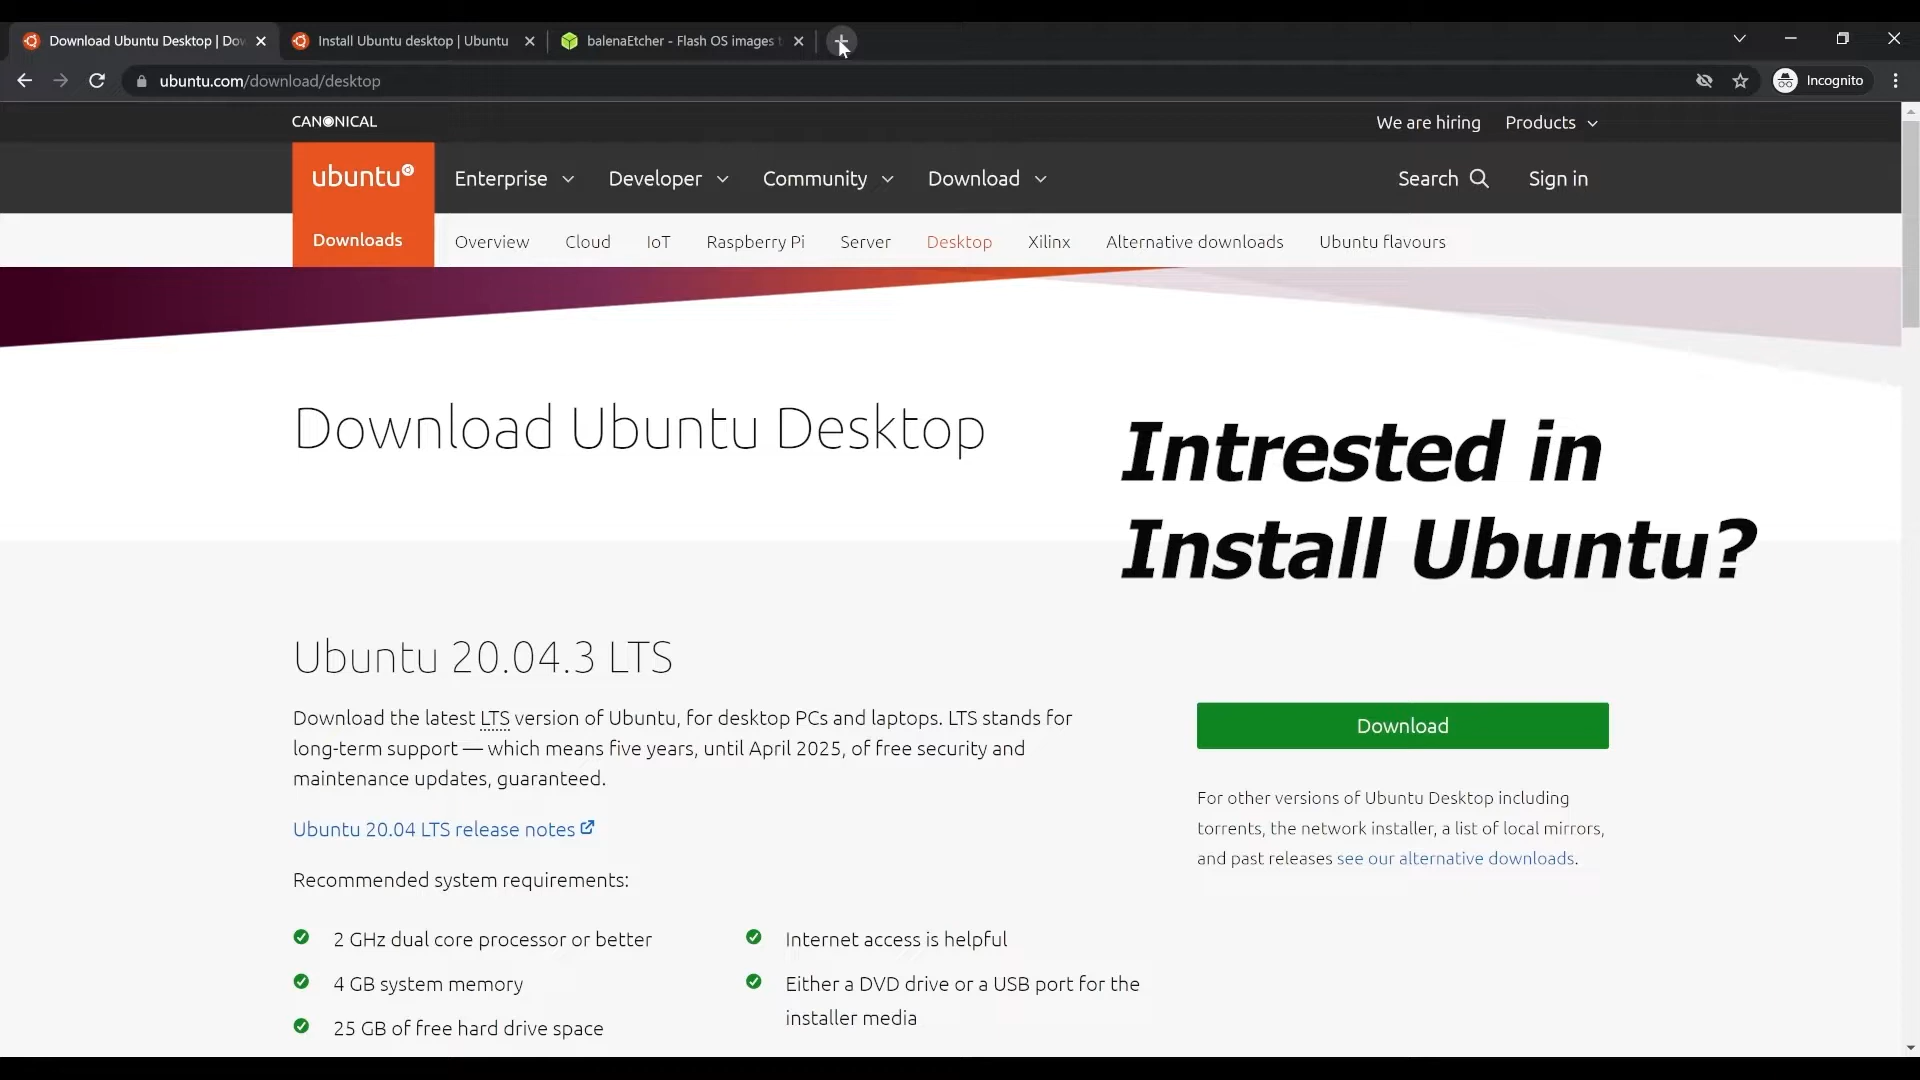 Download Ubuntu Desktop | Do
Install Ubuntu desktop | Ubuntu
balenaEtcher - Flash OS images
ubuntu.com/download/desktop
Incognito
CANONICAL
We are hiring
Products
ubuntu
Enterprise
Developer
Community
Download
Search
Sign in
Downloads
Overview
Cloud
IoT
Raspberry Pi
Server
Desktop
Xilinx
Alternative downloads
Ubuntu flavours
Download Ubuntu Desktop
Intrested in
Install Ubuntu?
Ubuntu 20.04.3 LTS
Download the latest LTS version of Ubuntu, for desktop PCs and laptops. LTS stands for
long-term support — which means five years, until April 2025, of free security and
maintenance updates, guaranteed.
Ubuntu 20.04 LTS release notes
Download
For other versions of Ubuntu Desktop including
torrents, the network installer, a list of local mirrors,
and past releases see our alternative downloads.
Recommended system requirements:
2 GHz dual core processor or better
4 GB system memory
25 GB of free hard drive space
Internet access is helpful
Either a DVD drive or a USB port for the
installer media